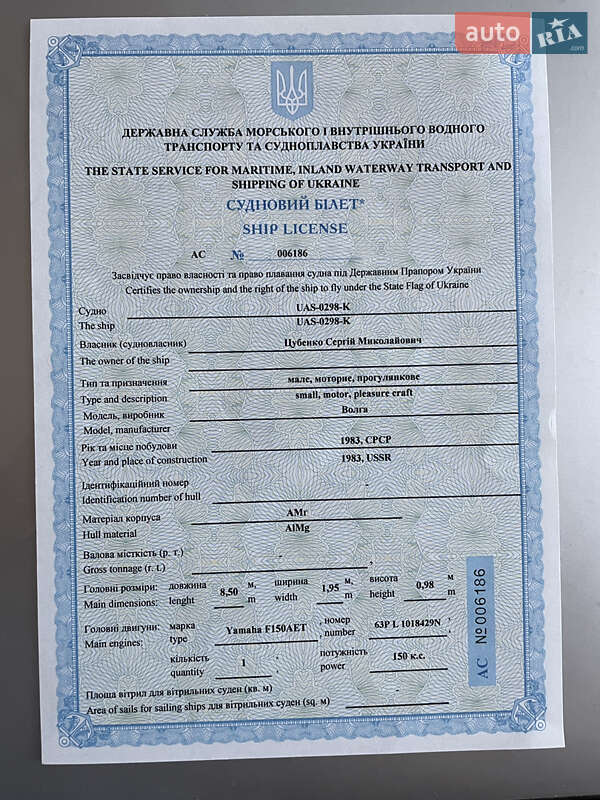 auto RIA .com
ДЕРЖАВНА СЛУЖБА МОРСЬКОГО І ВНУТРІШНЬОГО ВОДНОГО
ТРАНСПОРТУ ТА СУДНОПЛАВСТВА УКРАЇНИ
THE STATE SERVICE FOR MARITIME, INLAND WATERWAY TRANSPORT AND
SHIPPING OF UKRAINE
СУДНОВИЙ БІЛЕТ*
SHIP LICENSE
АС № 006186
Засвідчує право власності та право плавання судна під Державним Прапором України
Certifies the ownership and the right of the ship to fly under the State Flag of Ukraine
Судно UAS-0298-K
The ship UAS-0298-K
Власник (судновласник) Цубенко Сергій Миколайович
The owner of the ship
Тип та призначення мале, моторне, прогулянкове
Type and description small, motor, pleasure craft
Модель, виробник Волга
Model, manufacturer
Рік та місце побудови 1983, СРСР
Year and place of construction 1983, USSR
Ідентифікаційний номер -
Identification number of hull
Матеріал корпуса АМг
Hull material AlMg
Валова місткість (р. т.) -
Gross tonnage (r. t.) ,
Головні розміри: довжина 8,50 м, ширина 1,95 м, висота 0,98 м
Main dimensions: lenght m, width m, height m
Головні двигуни: марка Yamaha F150AET , номер 63P L 1018429N ,
Main engines: type number
кількість 1 , потужність 150 к.с.
quantity power
Площа вітрил для вітрильних суден (кв. м) -
Area of sails for sailing ships для вітрильних суден (sq. m)
АС №006186